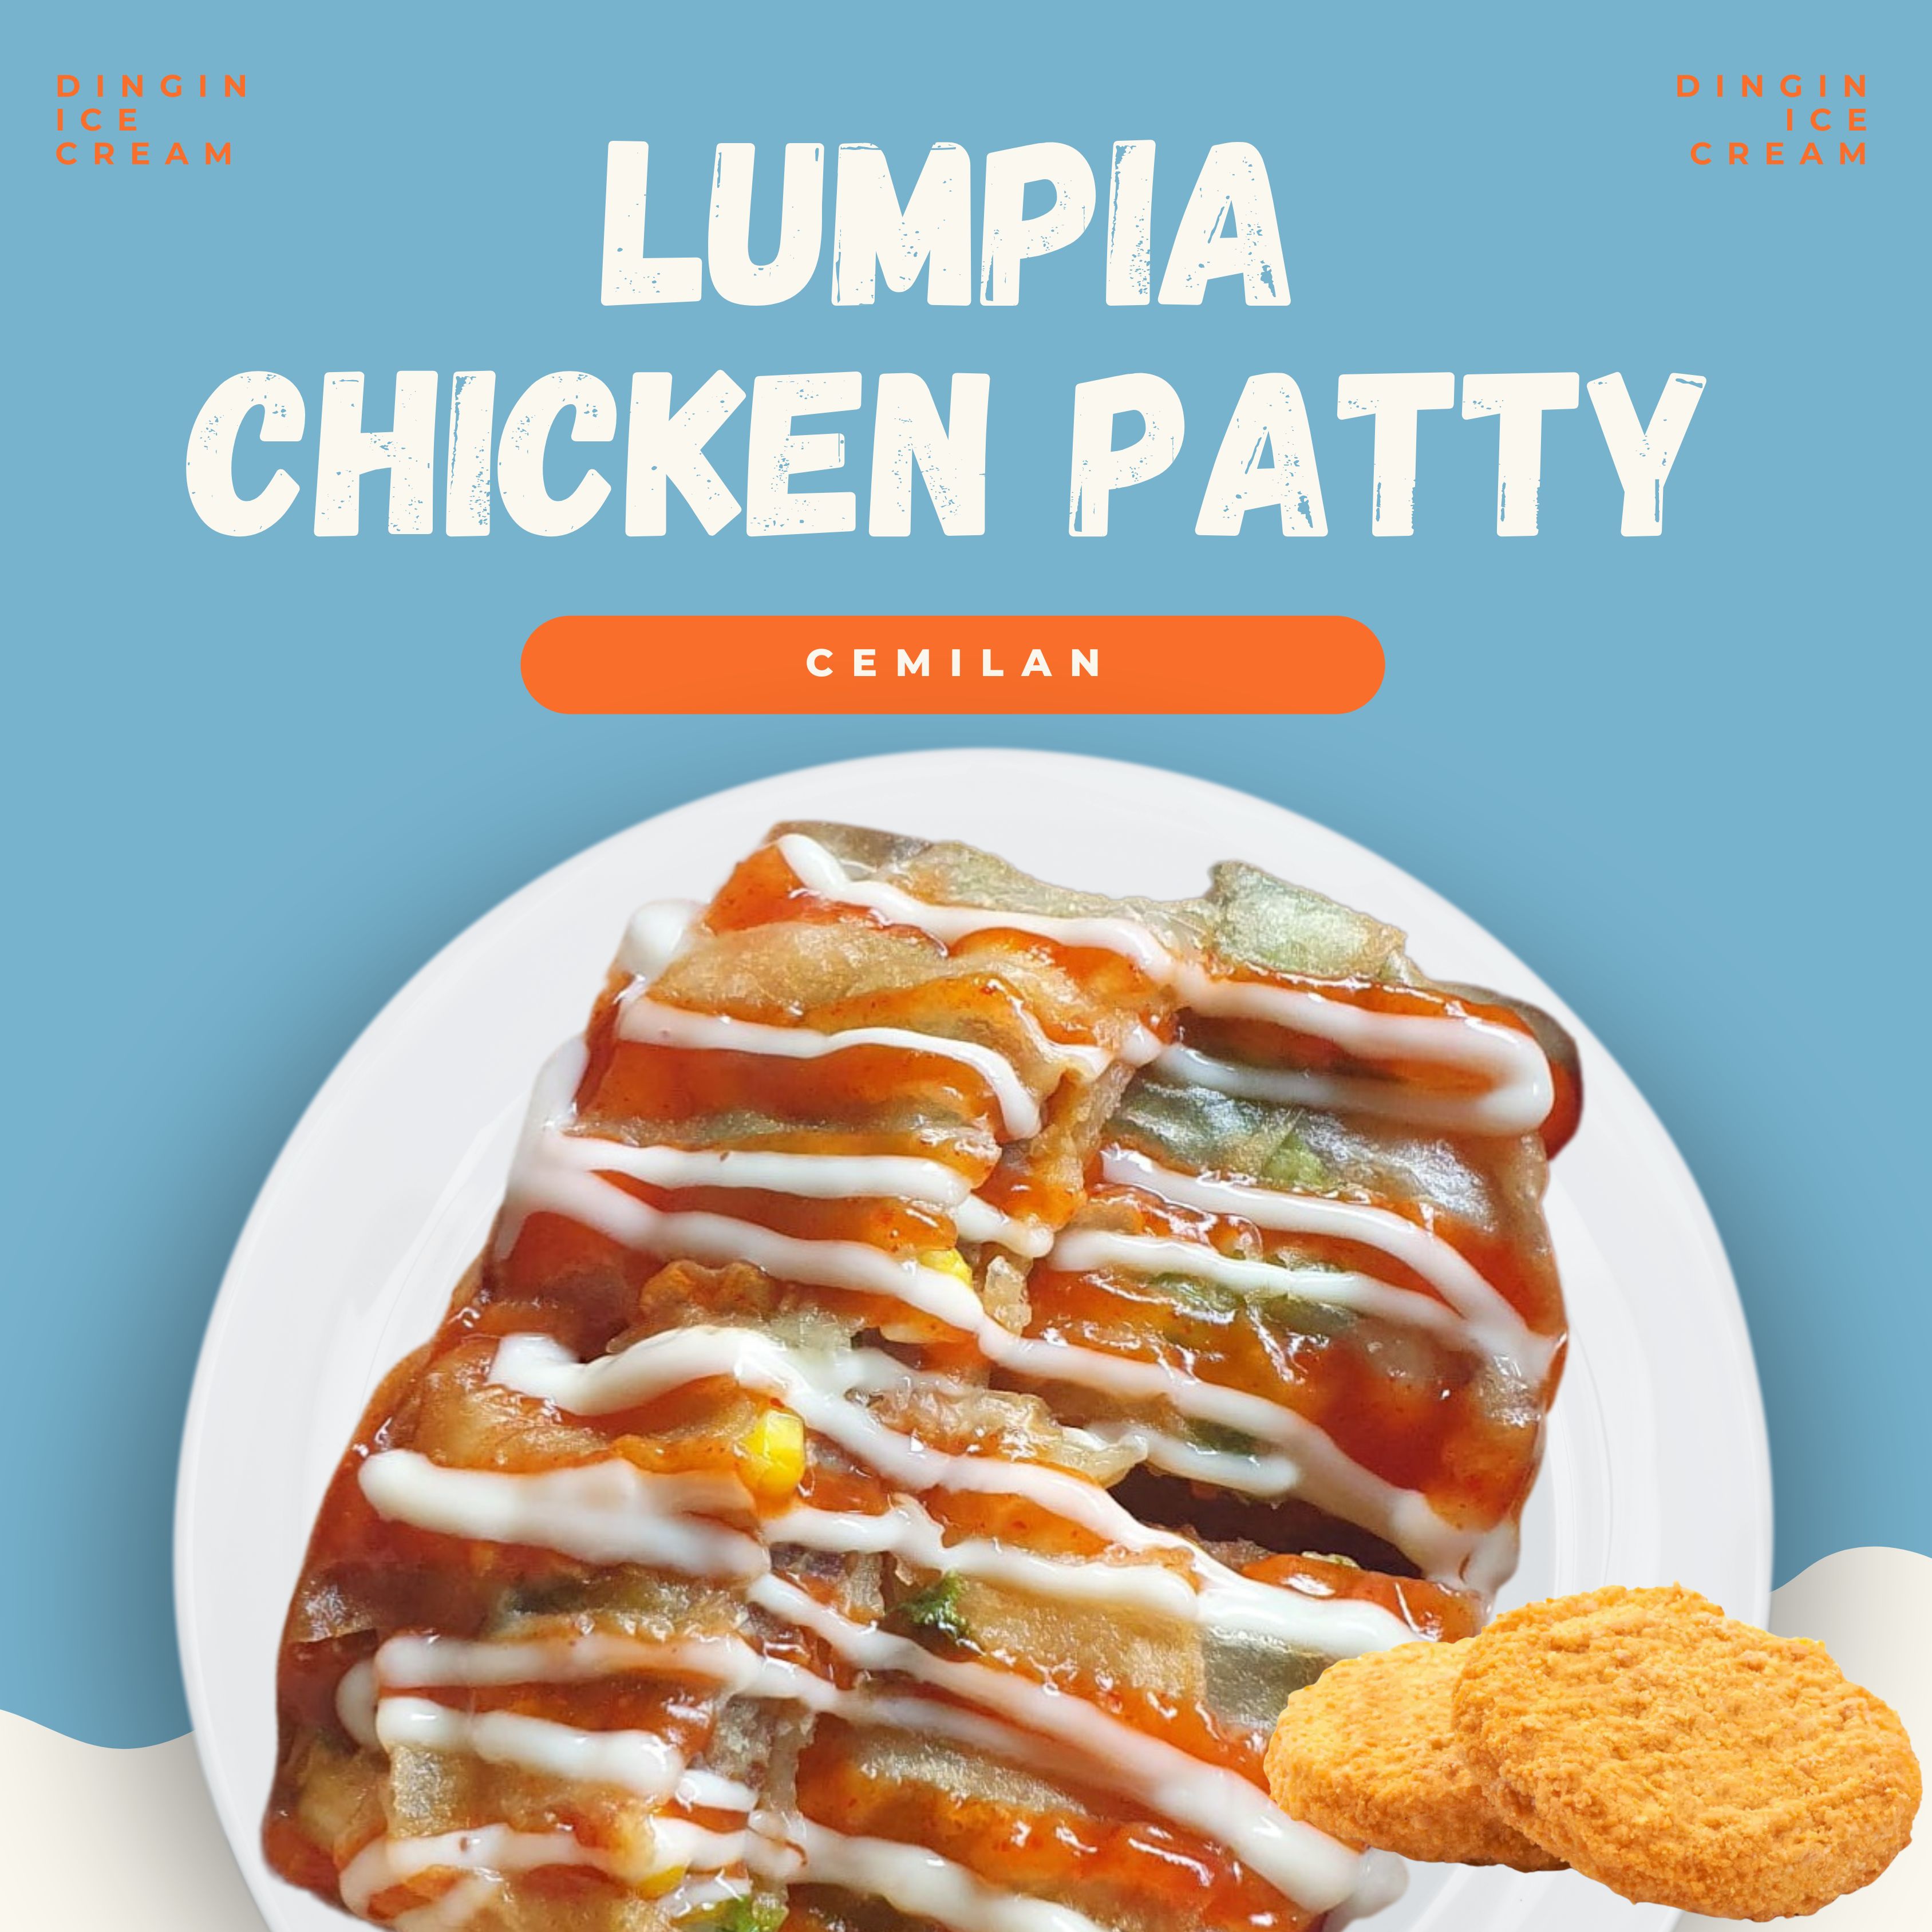 DINGIN
ICE
CREAM
DINGIN
ICE
CREAM
LUMPIA
CHICKEN PATTY
CEMILAN